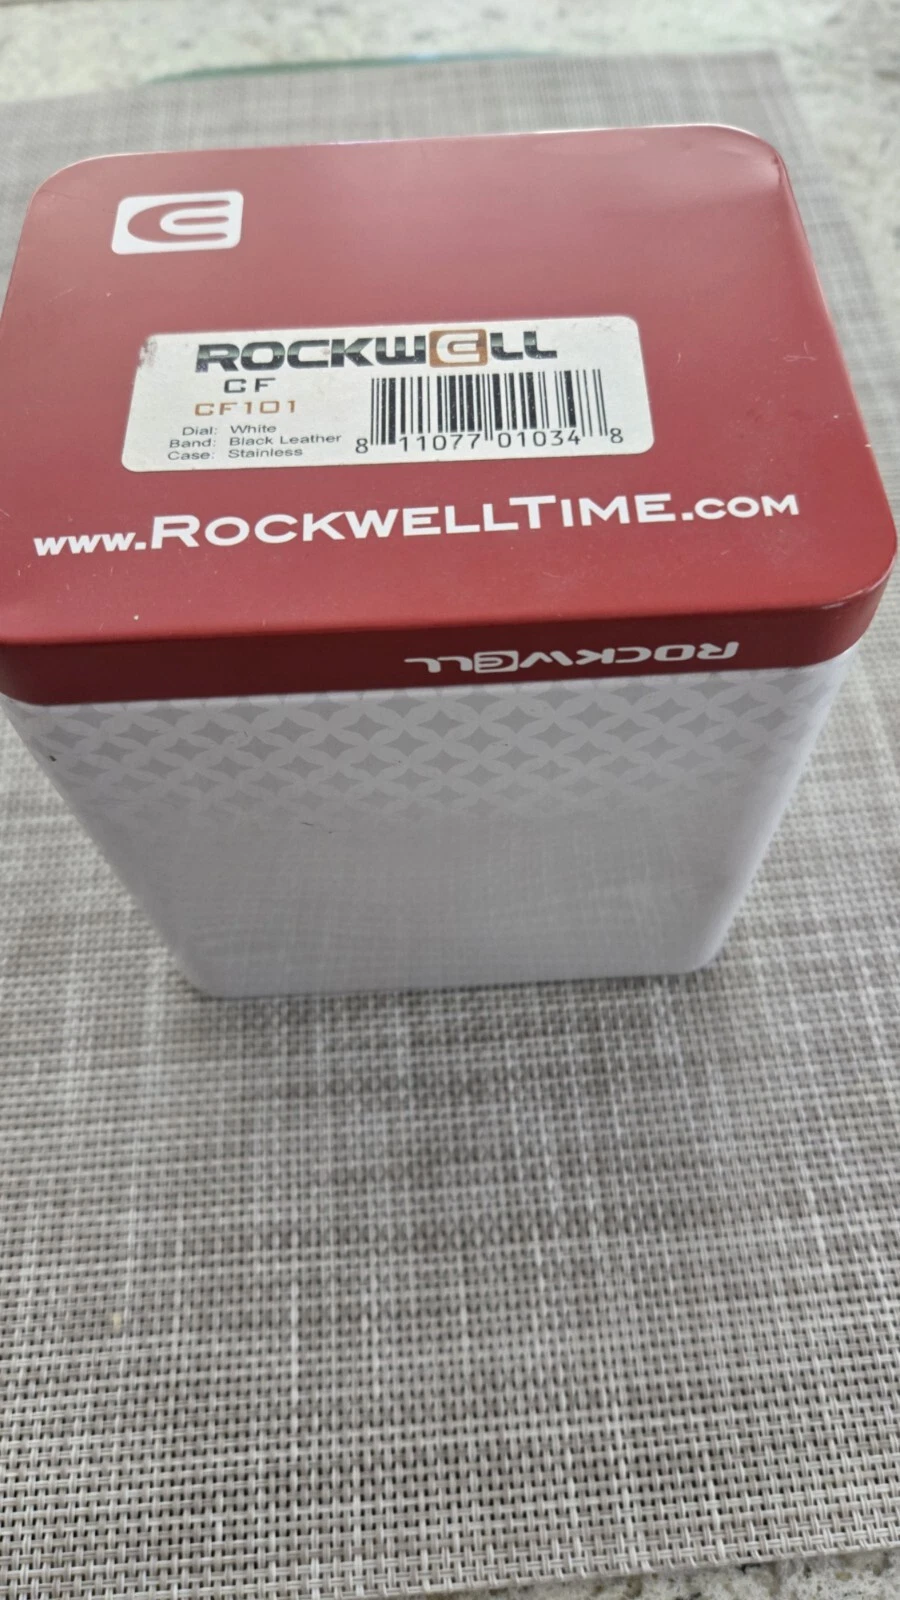 ROCKWELL
CF
CF101
Dial: White
Band: Black Leather
Case: Stainless
8 11077 01034 8
www.ROCKWELLTIME.COM
ROCKWELL